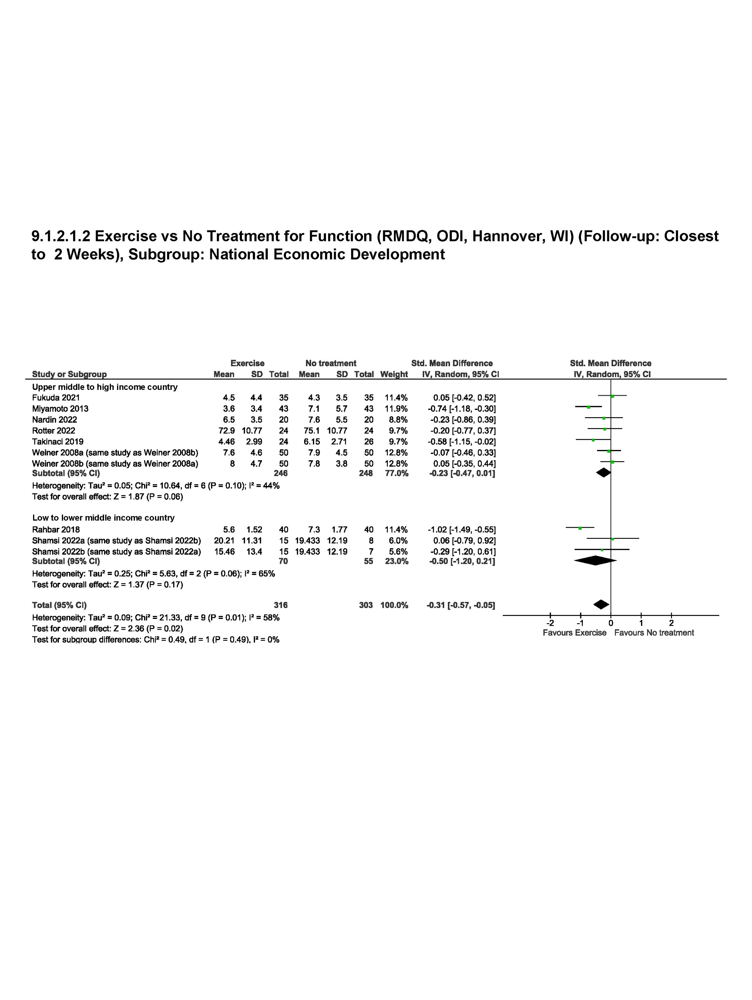 9.1.2.1.2 Exercise vs No Treatment for Function (RMDQ, ODI, Hannover, WI) (Follow-up: Closest
to 2 Weeks), Subgroup: National Economic Development
Exercise No treatment Std. Mean Difference Std. Mean Difference
Study or Subgroup Mean SD Total Mean SD Total Weight IV, Random, 95% CI IV, Random, 95% CI
Upper middle to high income country
Fukuda 2021 4.5 4.4 35 4.3 3.5 35 11.4% 0.05 [-0.42, 0.52]
Miyamoto 2013 3.6 3.4 43 7.1 5.7 43 11.9% -0.74 [-1.18, -0.30]
Nardin 2022 6.5 3.5 20 7.6 5.5 20 8.8% -0.23 [-0.86, 0.39]
Rotter 2022 72.9 10.77 24 75.1 10.77 24 9.7% -0.20 [-0.77, 0.37]
Takinaci 2019 4.46 2.99 24 6.15 2.71 26 9.7% -0.58 [-1.15, -0.02]
Weiner 2008a (same study as Weiner 2008b) 7.6 4.6 50 7.9 4.5 50 12.8% -0.07 [-0.46, 0.33]
Weiner 2008b (same study as Weiner 2008a) 8 4.7 50 7.8 3.8 50 12.8% 0.05 [-0.35, 0.44]
Subtotal (95% CI) 246 248 77.0% -0.23 [-0.47, 0.01]
Heterogeneity: Tau² = 0.05; Chi² = 10.64, df = 6 (P = 0.10); I² = 44%
Test for overall effect: Z = 1.87 (P = 0.06)
Low to lower middle income country
Rahbar 2018 5.6 1.52 40 7.3 1.77 40 11.4% -1.02 [-1.49, -0.55]
Shamsi 2022a (same study as Shamsi 2022b) 20.21 11.31 15 19.433 12.19 8 6.0% 0.06 [-0.79, 0.92]
Shamsi 2022b (same study as Shamsi 2022a) 15.46 13.4 15 19.433 12.19 7 5.6% -0.29 [-1.20, 0.61]
Subtotal (95% CI) 70 55 23.0% -0.50 [-1.20, 0.21]
Heterogeneity: Tau² = 0.25; Chi² = 5.63, df = 2 (P = 0.06); I² = 65%
Test for overall effect: Z = 1.37 (P = 0.17)
Total (95% CI) 316 303 100.0% -0.31 [-0.57, -0.05]
Heterogeneity: Tau² = 0.09; Chi² = 21.33, df = 9 (P = 0.01); I² = 58%
Test for overall effect: Z = 2.36 (P = 0.02)
Test for subgroup differences: Chi² = 0.49, df = 1 (P = 0.49), I² = 0%
-2 -1 0 1 2
Favours Exercise Favours No treatment